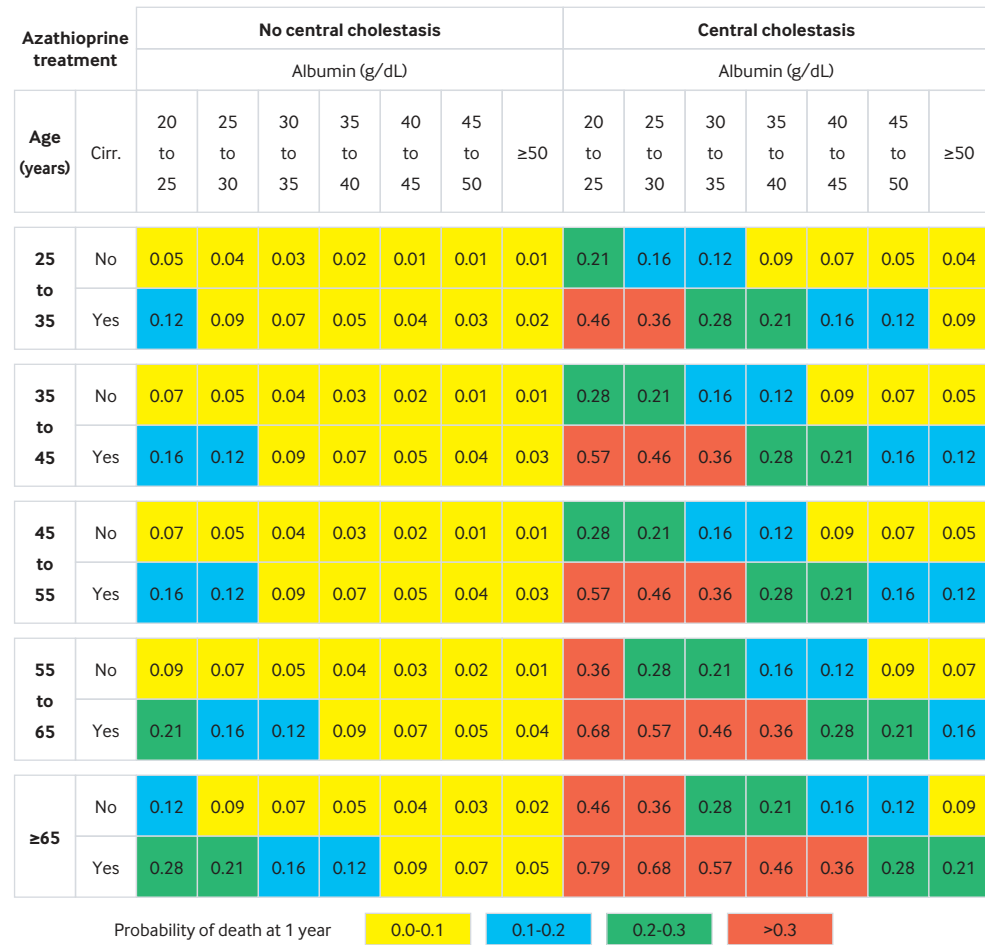 Azathioprine treatment No central cholestasis Central cholestasis
Albumin (g/dL) Albumin (g/dL)
Age (years) Cirr. 20 to 25 25 to 30 30 to 35 35 to 40 40 to 45 45 to 50 ≥50 20 to 25 25 to 30 30 to 35 35 to 40 40 to 45 45 to 50 ≥50
25 to 35 No 0.05 0.04 0.03 0.02 0.01 0.01 0.01 0.21 0.16 0.12 0.09 0.07 0.05 0.04
Yes 0.12 0.09 0.07 0.05 0.04 0.03 0.02 0.46 0.36 0.28 0.21 0.16 0.12 0.09
35 to 45 No 0.07 0.05 0.04 0.03 0.02 0.01 0.01 0.28 0.21 0.16 0.12 0.09 0.07 0.05
Yes 0.16 0.12 0.09 0.07 0.05 0.04 0.03 0.57 0.46 0.36 0.28 0.21 0.16 0.12
45 to 55 No 0.07 0.05 0.04 0.03 0.02 0.01 0.01 0.28 0.21 0.16 0.12 0.09 0.07 0.05
Yes 0.16 0.12 0.09 0.07 0.05 0.04 0.03 0.57 0.46 0.36 0.28 0.21 0.16 0.12
55 to 65 No 0.09 0.07 0.05 0.04 0.03 0.02 0.01 0.36 0.28 0.21 0.16 0.12 0.09 0.07
Yes 0.21 0.16 0.12 0.09 0.07 0.05 0.04 0.68 0.57 0.46 0.36 0.28 0.21 0.16
≥65 No 0.12 0.09 0.07 0.05 0.04 0.03 0.02 0.46 0.36 0.28 0.21 0.16 0.12 0.09
Yes 0.28 0.21 0.16 0.12 0.09 0.07 0.05 0.79 0.68 0.57 0.46 0.36 0.28 0.21
Probability of death at 1 year 0.0-0.1 0.1-0.2 0.2-0.3 >0.3